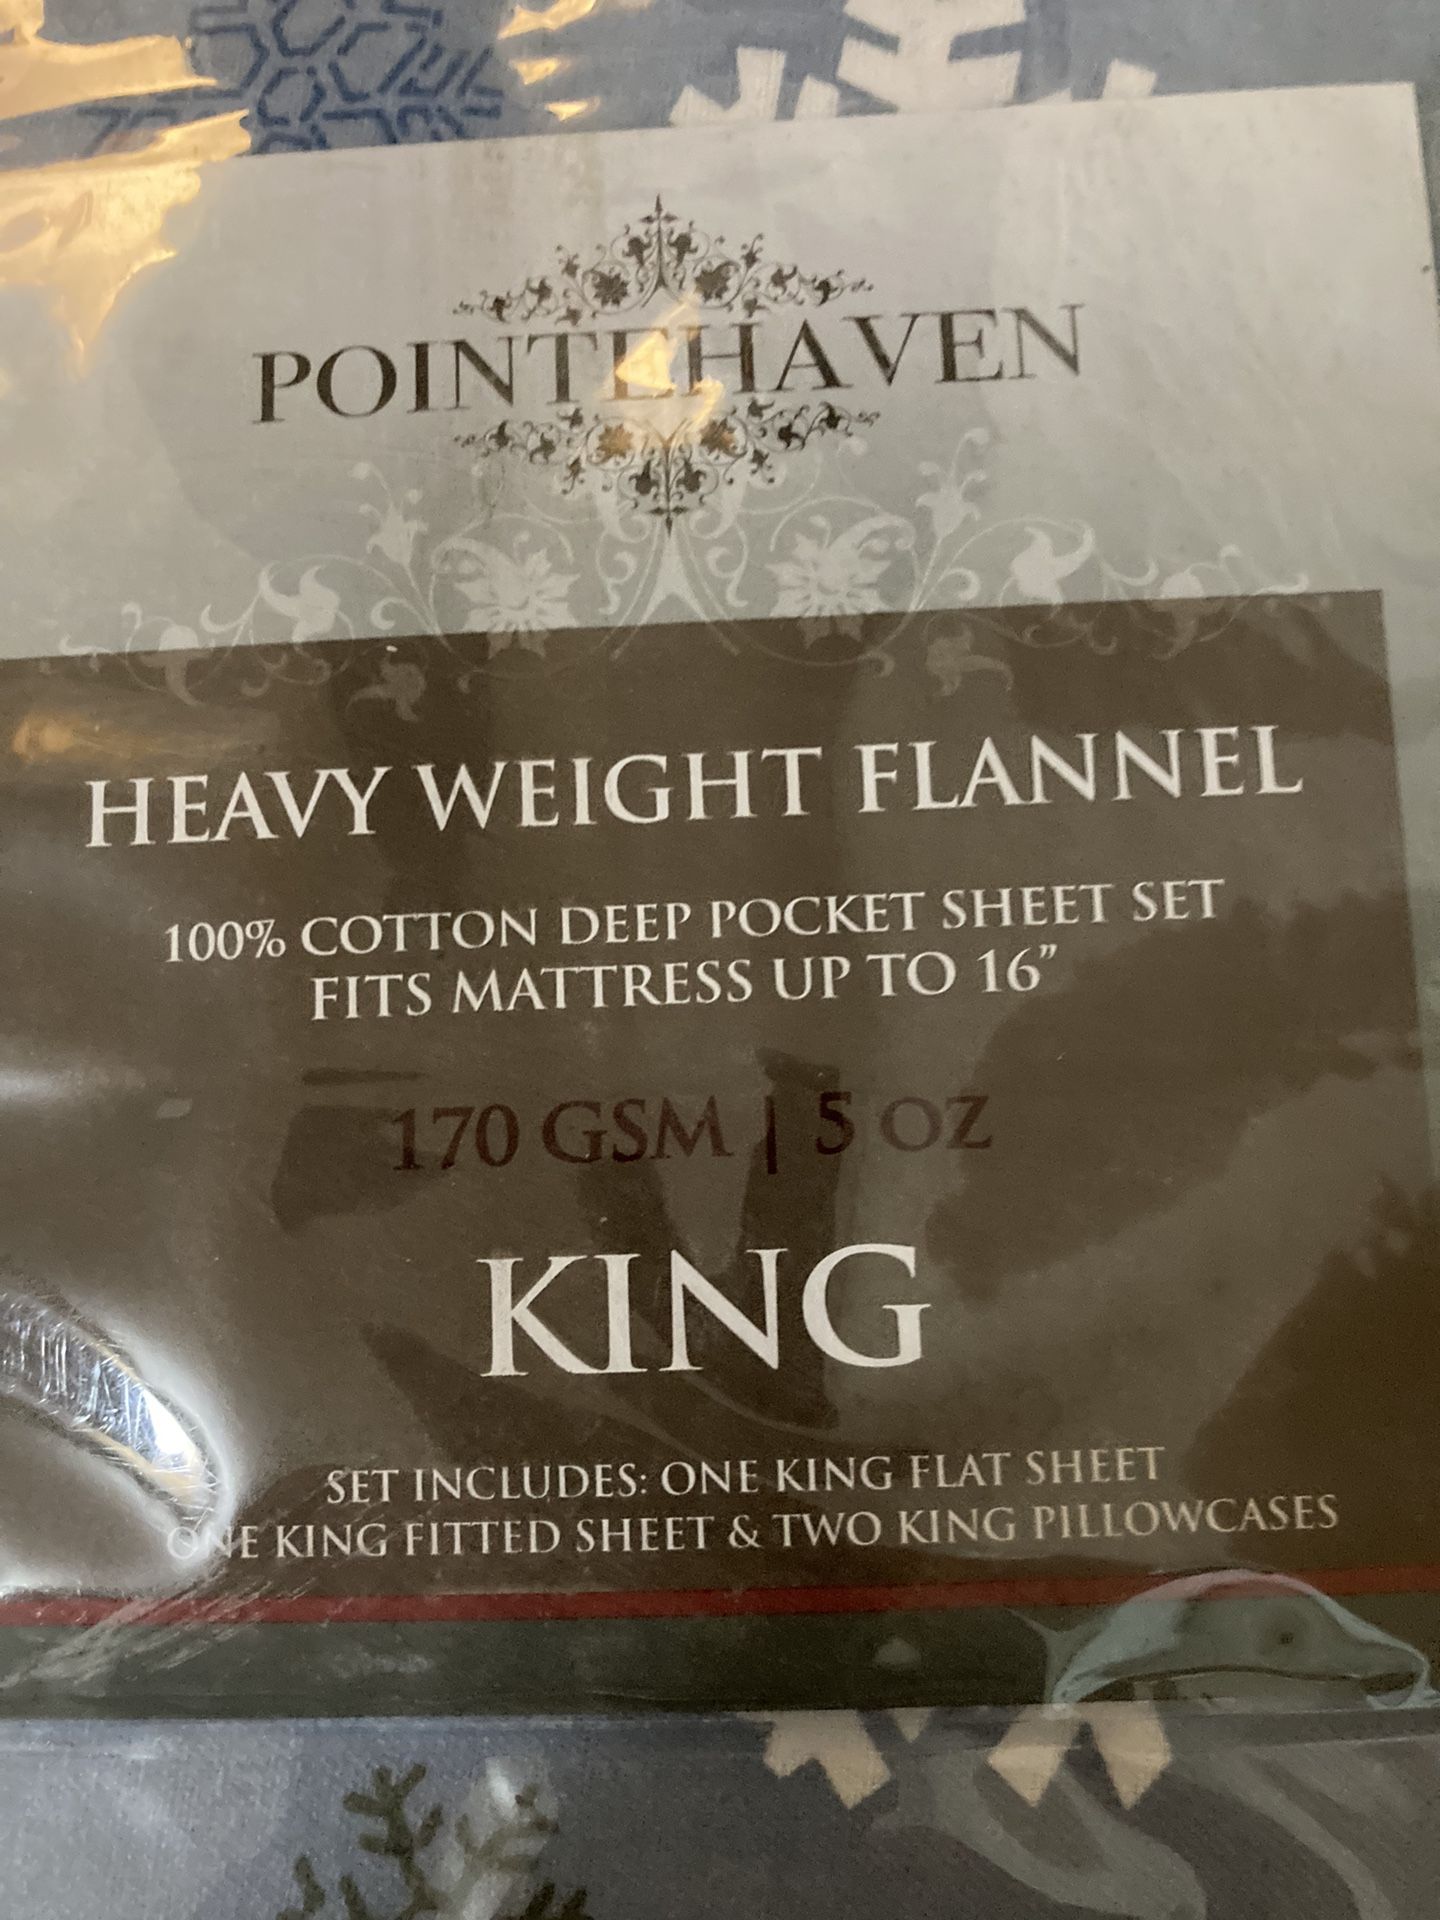 POINTEHAVEN
HEAVY WEIGHT FLANNEL
100% COTTON DEEP POCKET SHEET SET
FITS MATTRESS UP TO 16”
170 GSM | 5 OZ
KING
SET INCLUDES: ONE KING FLAT SHEET
ONE KING FITTED SHEET & TWO KING PILLOWCASES